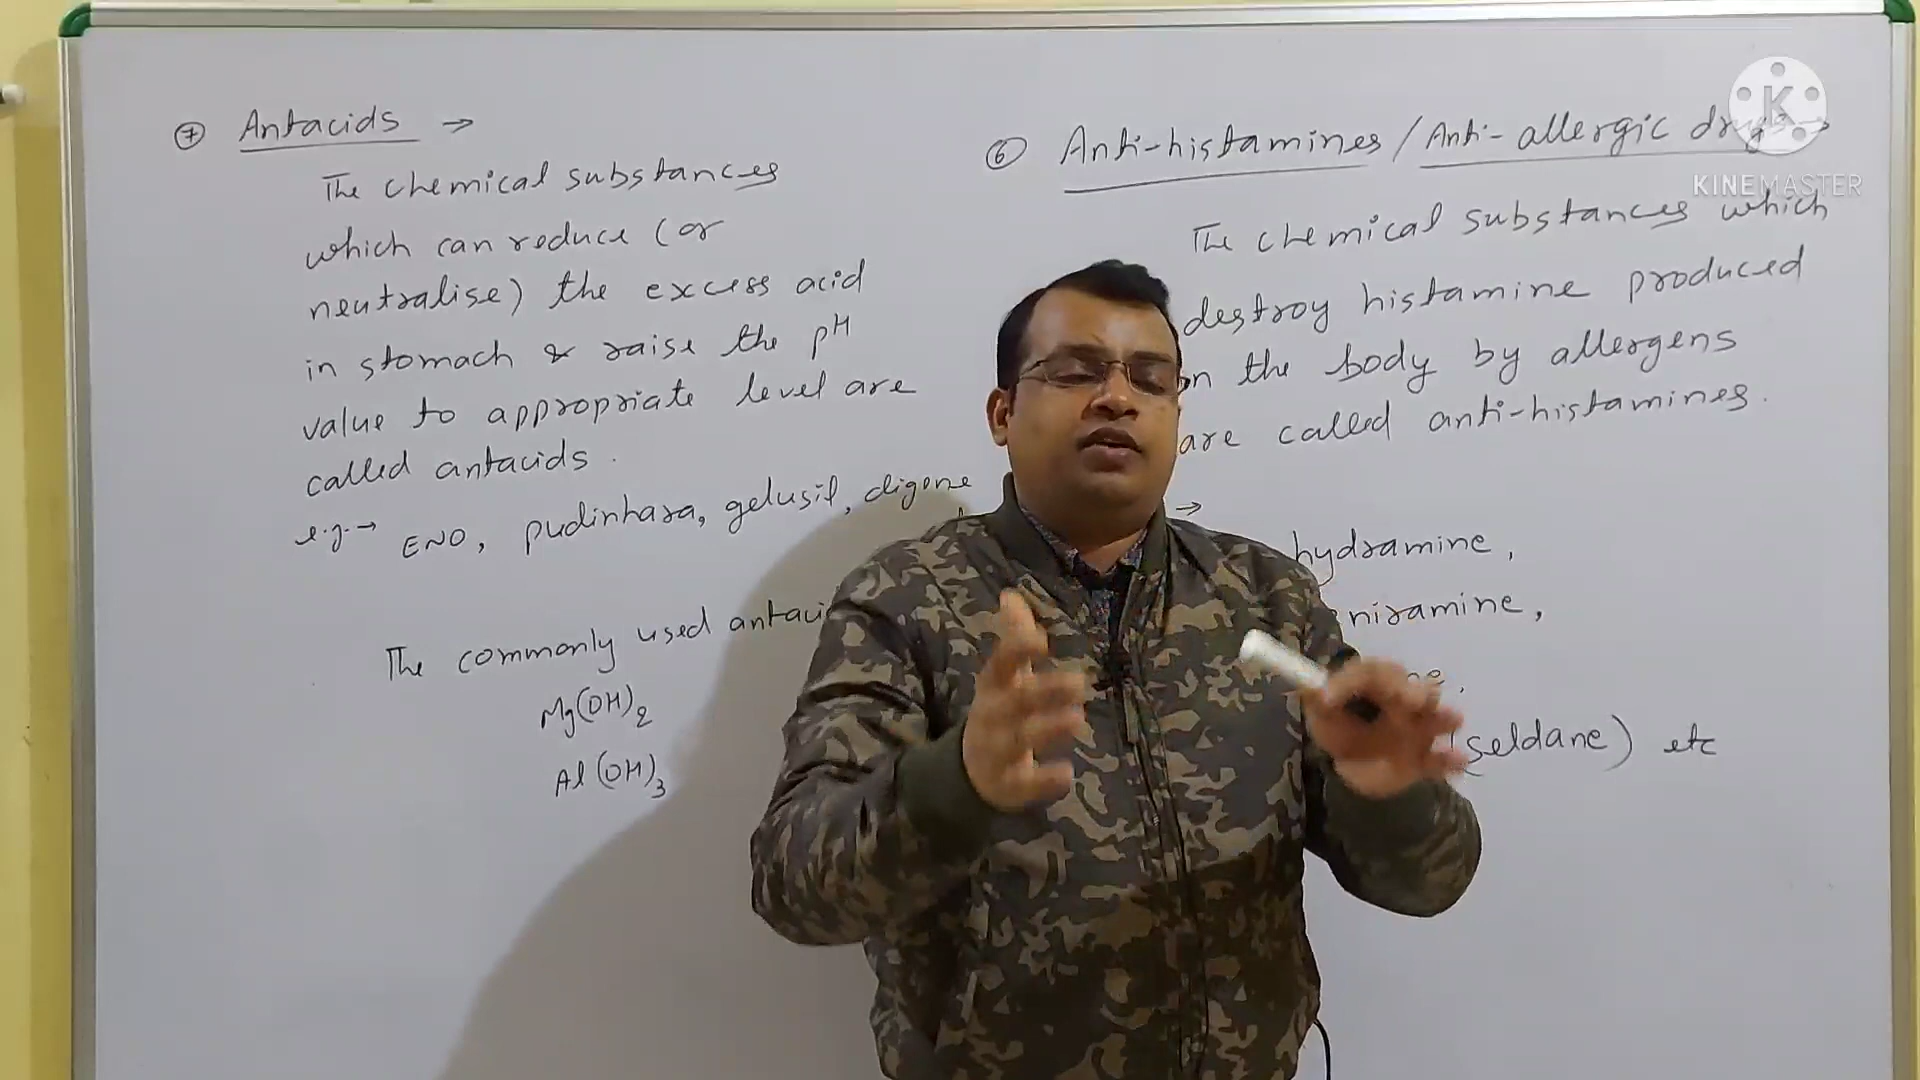 ⑦ Antacids →
The chemical substances
which can reduce (or
neutralise) the excess acid
in stomach & raise the pH
value to appropriate level are
called antacids.
e.g.→ ENO, pudinhara, gelusil, digene
The commonly used antaci
Mg(OH)2
Al(OH)3
⑥ Anti-histamines / Anti-allergic drugs →
The chemical substances which
destroy histamine produced
in the body by allergens
are called anti-histamines.
→
hydramine,
niramine,
(seldane) etc
K
KINEMASTER